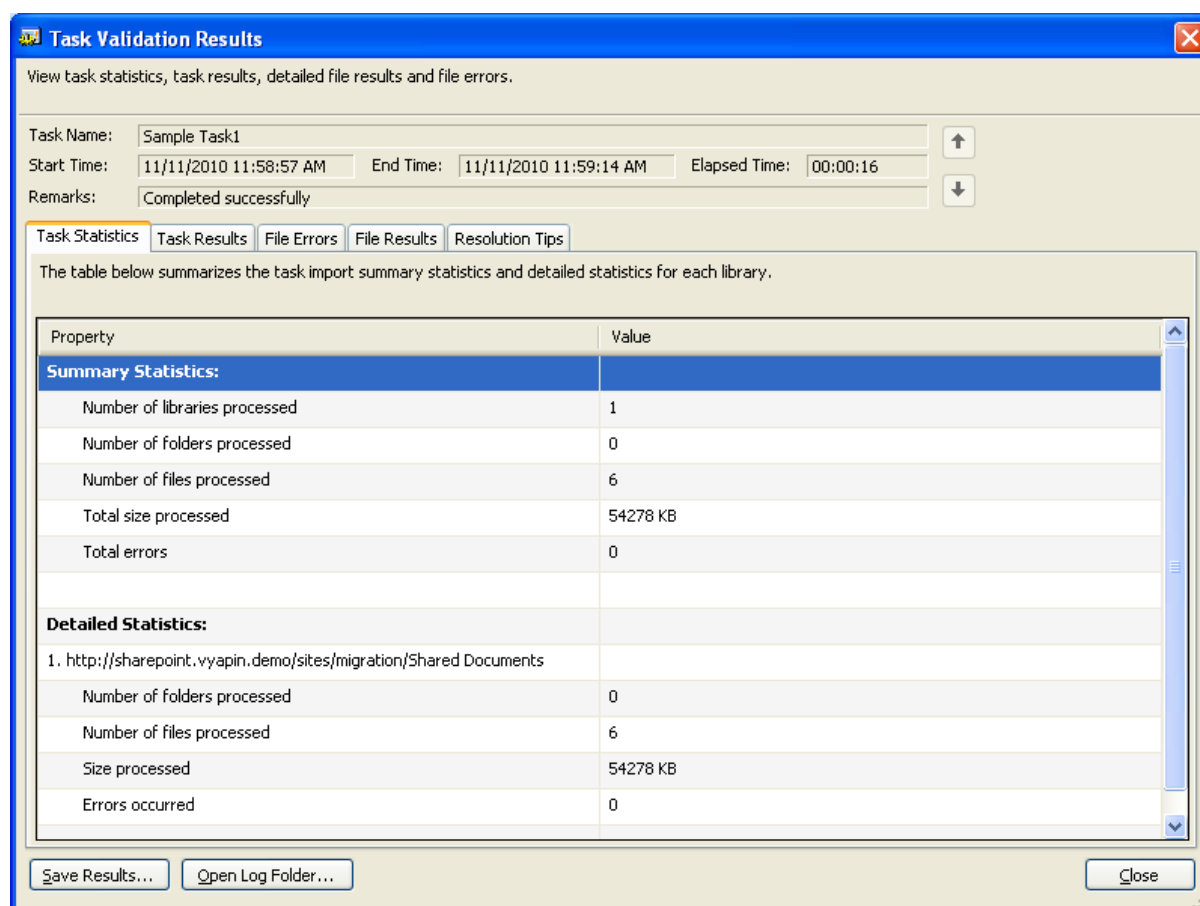 Task Validation Results
View task statistics, task results, detailed file results and file errors.
Task Name: Sample Task1
Start Time: 11/11/2010 11:58:57 AM End Time: 11/11/2010 11:59:14 AM Elapsed Time: 00:00:16
Remarks: Completed successfully
Task Statistics Task Results File Errors File Results Resolution Tips
The table below summarizes the task import summary statistics and detailed statistics for each library.
Property Value
Summary Statistics:
Number of libraries processed 1
Number of folders processed 0
Number of files processed 6
Total size processed 54278 KB
Total errors 0
Detailed Statistics:
1. http://sharepoint.vyapin.demo/sites/migration/Shared Documents
Number of folders processed 0
Number of files processed 6
Size processed 54278 KB
Errors occurred 0
Save Results... Open Log Folder... Close